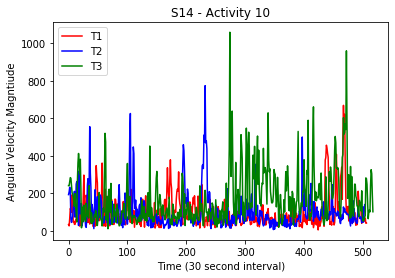 S14 - Activity 10
T1
T2
T3
Angular Velocity Magntiude
1000
800
600
400
200
0
0
100
200
300
400
500
Time (30 second interval)